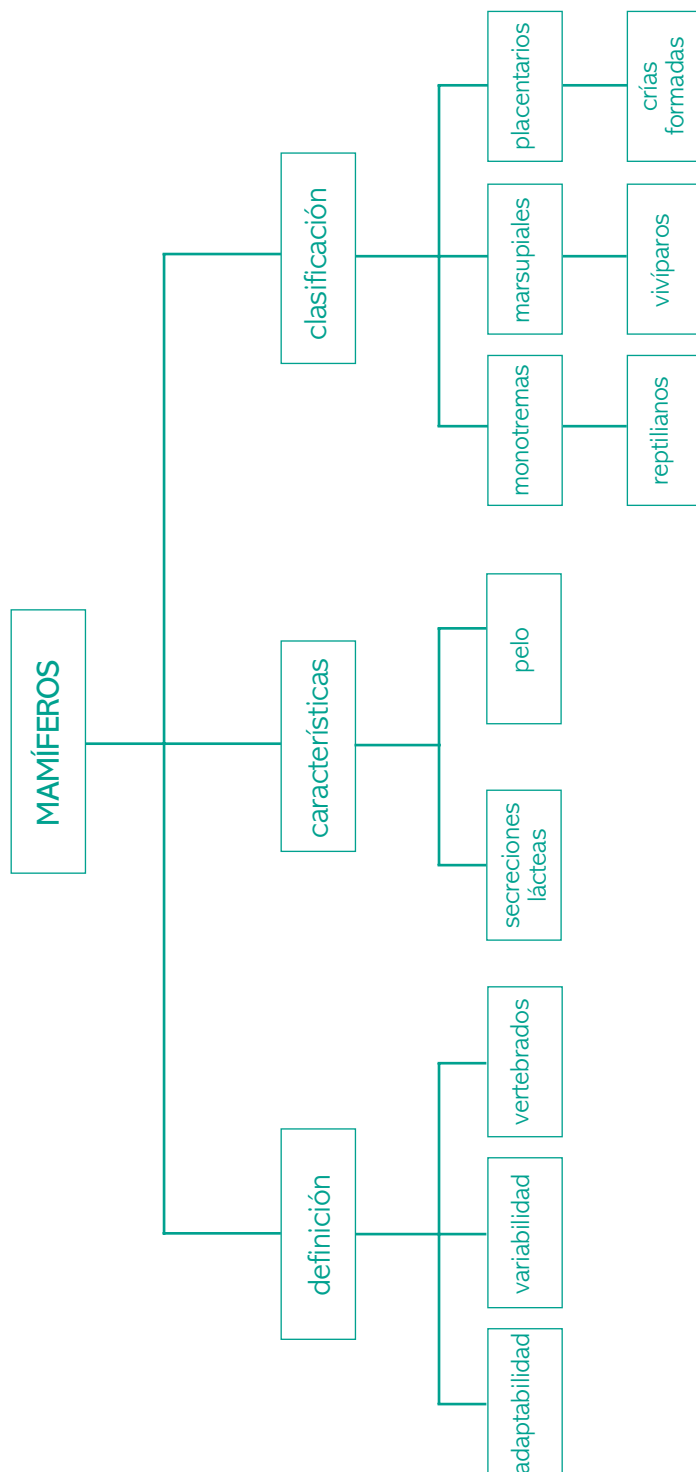 MAMÍFEROS
definición
características
clasificación
adaptabilidad
variabilidad
vertebrados
secreciones
lácteas
pelo
monotremas
marsupiales
placentarios
reptilianos
vivíparos
crías
formadas